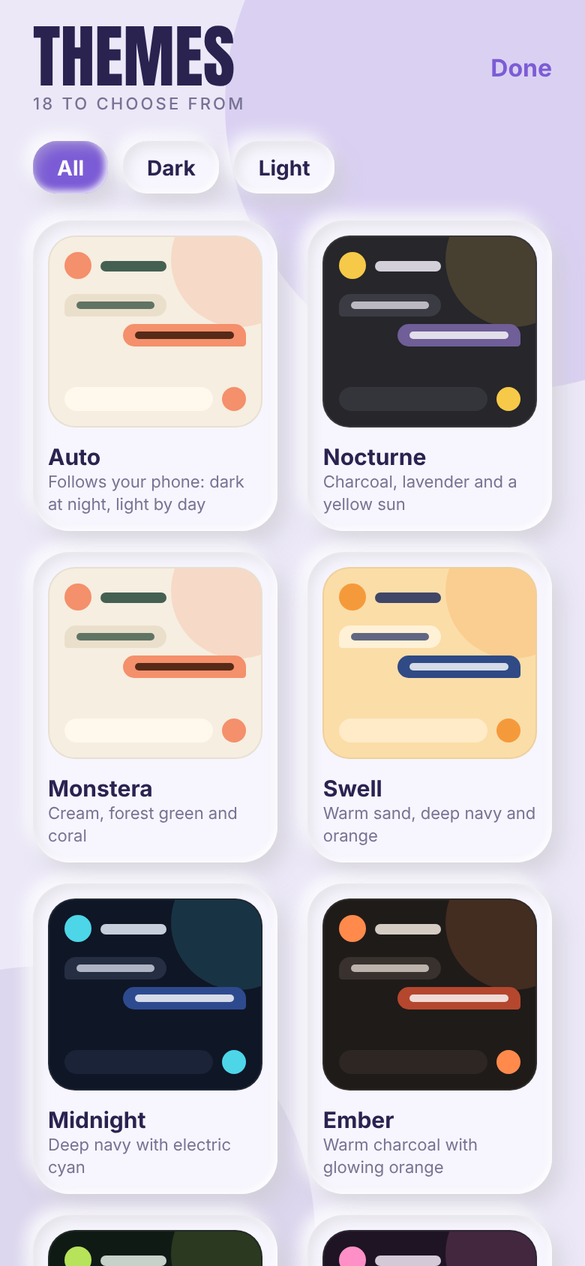 THEMES
Done
18 TO CHOOSE FROM
All
Dark
Light
Auto
Follows your phone: dark
at night, light by day
Nocturne
Charcoal, lavender and a
yellow sun
Monstera
Cream, forest green and
coral
Swell
Warm sand, deep navy and
orange
Midnight
Deep navy with electric
cyan
Ember
Warm charcoal with
glowing orange